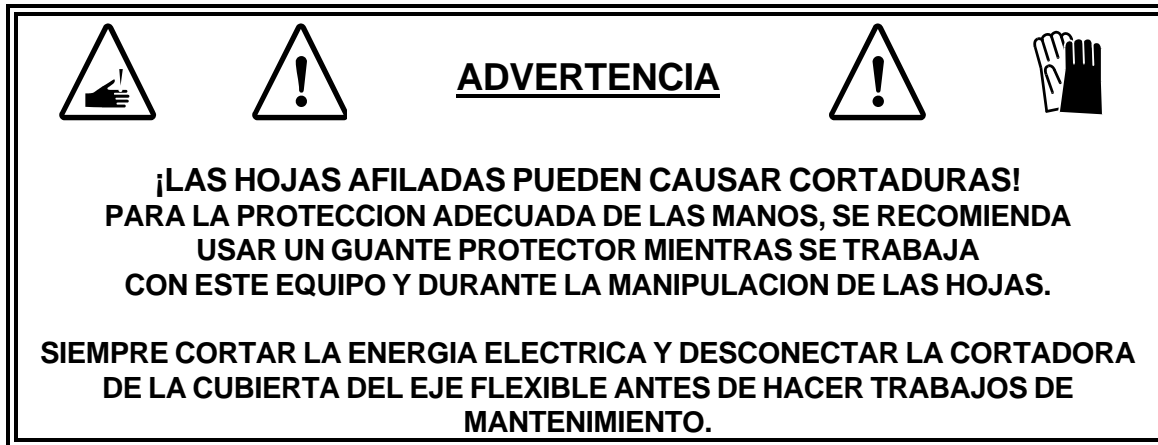 ADVERTENCIA
¡LAS HOJAS AFILADAS PUEDEN CAUSAR CORTADURAS!
PARA LA PROTECCION ADECUADA DE LAS MANOS, SE RECOMIENDA
USAR UN GUANTE PROTECTOR MIENTRAS SE TRABAJA
CON ESTE EQUIPO Y DURANTE LA MANIPULACION DE LAS HOJAS.
SIEMPRE CORTAR LA ENERGIA ELECTRICA Y DESCONECTAR LA CORTADORA
DE LA CUBIERTA DEL EJE FLEXIBLE ANTES DE HACER TRABAJOS DE
MANTENIMIENTO.